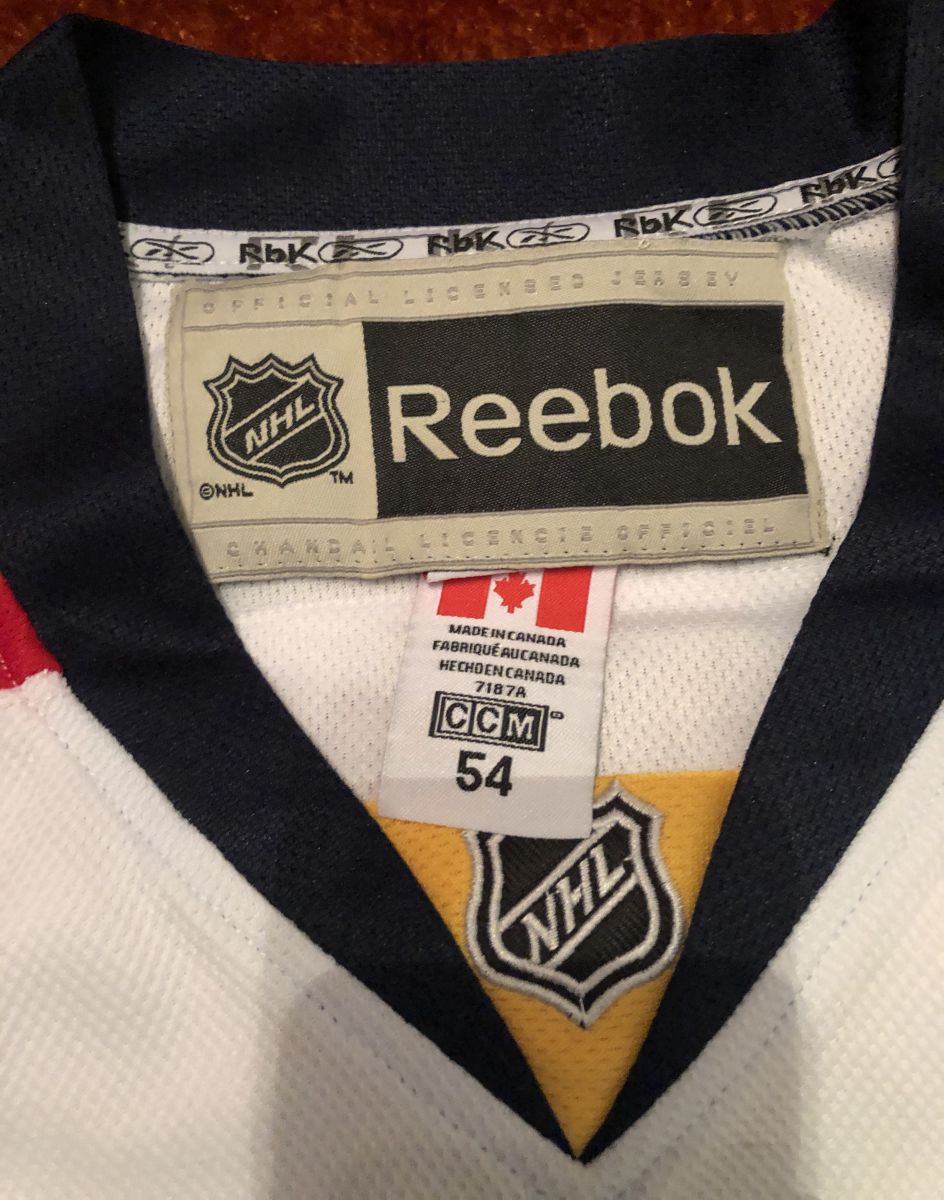 RbK RbK RbK RbK
OFFICIAL LICENSED JERSEY
NHL
Reebok
©NHL TM
CHANDAIL LICENCIE OFFICIEL
MADE IN CANADA
FABRIQUÉ AU CANADA
HECHO EN CANADA
7187A
CCM
54
NHL